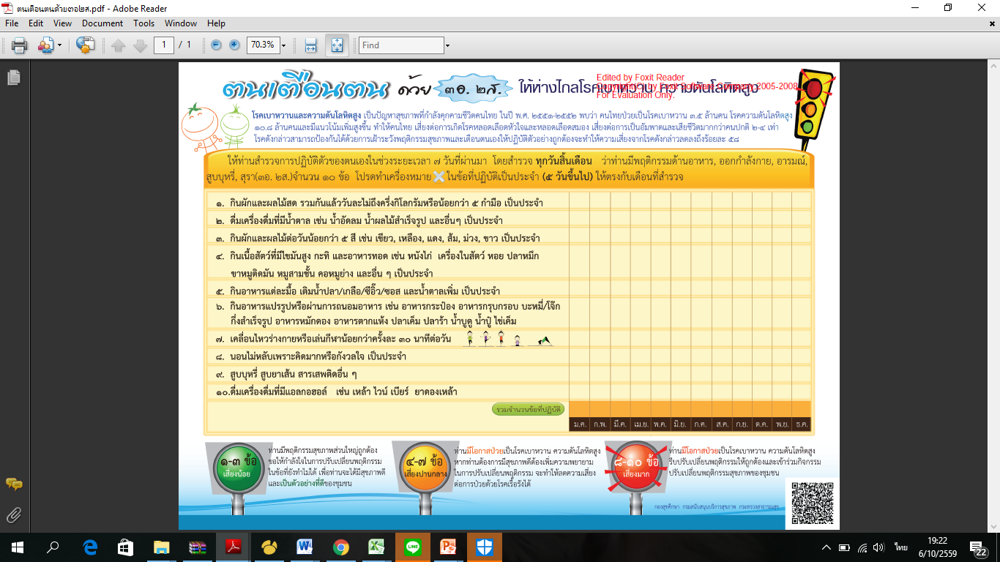 ตนเตือนตนด้วย๓อ๒ส.pdf - Adobe Reader
File Edit View Document Tools Window Help
1 / 1 70.3% Find
ตนเตือนตน ด้วย ๓อ. ๒ส. ให้ห่างไกลโรคเบาหวาน ความดันโลหิตสูง
Edited by Foxit Reader
Copyright(C) by Foxit Software Company,2005-2008
For Evaluation Only.
โรคเบาหวานและความดันโลหิตสูง เป็นปัญหาสุขภาพที่กำลังคุกคามชีวิตคนไทย ในปี พ.ศ. ๒๕๕๑-๒๕๕๒ พบว่า คนไทยป่วยเป็นโรคเบาหวาน ๓.๕ ล้านคน โรคความดันโลหิตสูง
๑๐.๘ ล้านคนและมีแนวโน้มเพิ่มสูงขึ้น ทำให้คนไทย เสี่ยงต่อการเกิดโรคหลอดเลือดหัวใจและหลอดเลือดสมอง เสี่ยงต่อการเป็นอัมพาตและเสียชีวิตมากกว่าคนปกติ ๒-๔ เท่า
โรคดังกล่าวสามารถป้องกันได้ด้วยการเฝ้าระวังพฤติกรรมสุขภาพและเตือนตนเองให้ปฏิบัติตัวอย่างถูกต้องจะทำให้ความเสี่ยงจากโรคดังกล่าวลดลงถึงร้อยละ ๕๘
ให้ท่านสำรวจการปฏิบัติตัวของตนเองในช่วงระยะเวลา ๗ วันที่ผ่านมา โดยสำรวจ ทุกวันสิ้นเดือน ว่าท่านมีพฤติกรรมด้านอาหาร, ออกกำลังกาย, อารมณ์,
สูบบุหรี่, สุรา(๓อ. ๒ส.)จำนวน ๑๐ ข้อ โปรดทำเครื่องหมาย ในข้อที่ปฏิบัติเป็นประจำ (๕ วันขึ้นไป) ให้ตรงกับเดือนที่สำรวจ
๑. กินผักและผลไม้สด รวมกันแล้ววันละไม่ถึงครึ่งกิโลกรัมหรือน้อยกว่า ๕ กำมือ เป็นประจำ
๒. ดื่มเครื่องดื่มที่มีน้ำตาล เช่น น้ำอัดลม น้ำผลไม้สำเร็จรูป และอื่นๆ เป็นประจำ
๓. กินผักและผลไม้ต่อวันน้อยกว่า ๕ สี เช่น เขียว, เหลือง, แดง, ส้ม, ม่วง, ขาว เป็นประจำ
๔. กินเนื้อสัตว์ที่มีไขมันสูง กะทิ และอาหารทอด เช่น หนังไก่ เครื่องในสัตว์ หอย ปลาหมึก
ขาหมูติดมัน หมูสามชั้น คอหมูย่าง และอื่น ๆ เป็นประจำ
๕. กินอาหารแต่ละมื้อ เติมน้ำปลา/เกลือ/ซีอิ๊ว/ซอส และน้ำตาลเพิ่ม เป็นประจำ
๖. กินอาหารแปรรูปหรือผ่านการถนอมอาหาร เช่น อาหารกระป๋อง อาหารกรุบกรอบ บะหมี่/โจ๊ก
กึ่งสำเร็จรูป อาหารหมักดอง อาหารตากแห้ง ปลาเค็ม ปลาร้า น้ำบูดู น้ำปู๋ ไข่เค็ม
๗. เคลื่อนไหวร่างกายหรือเล่นกีฬาน้อยกว่าครั้งละ ๓๐ นาทีต่อวัน
๘. นอนไม่หลับเพราะคิดมากหรือกังวลใจ เป็นประจำ
๙. สูบบุหรี่ สูบยาเส้น สารเสพติดอื่น ๆ
๑๐.ดื่มเครื่องดื่มที่มีแอลกอฮอล์ เช่น เหล้า ไวน์ เบียร์ ยาดองเหล้า
รวมจำนวนข้อที่ปฏิบัติ
ม.ค. ก.พ. มี.ค. เม.ย. พ.ค. มิ.ย. ก.ค. ส.ค. ก.ย. ต.ค. พ.ย. ธ.ค.
๑-๓ ข้อ
เสี่ยงน้อย
ท่านมีพฤติกรรมสุขภาพส่วนใหญ่ถูกต้อง
ขอให้กำลังใจในการปรับเปลี่ยนพฤติกรรม
ในข้อที่ยังทำไม่ได้ เพื่อท่านจะได้มีสุขภาพดี
และเป็นตัวอย่างที่ดีของชุมชน
๔-๗ ข้อ
เสี่ยงปานกลาง
ท่านมีโอกาสป่วยเป็นโรคเบาหวาน ความดันโลหิตสูง
หากท่านต้องการมีสุขภาพดีต้องเพิ่มความพยายาม
ในการปรับเปลี่ยนพฤติกรรม จะทำให้ลดความเสี่ยง
ต่อการป่วยด้วยโรคเรื้อรังได้
๘-๑๐ ข้อ
เสี่ยงมาก
ท่านมีโอกาสป่วยเป็นโรคเบาหวาน ความดันโลหิตสูง
รีบปรับเปลี่ยนพฤติกรรมให้ถูกต้องและเข้าร่วมกิจกรรม
ปรับเปลี่ยนพฤติกรรมสุขภาพของชุมชน
กองสุขศึกษา กรมสนับสนุนบริการสุขภาพ กระทรวงสาธารณสุข
ไทย
19:22
6/10/2559
22